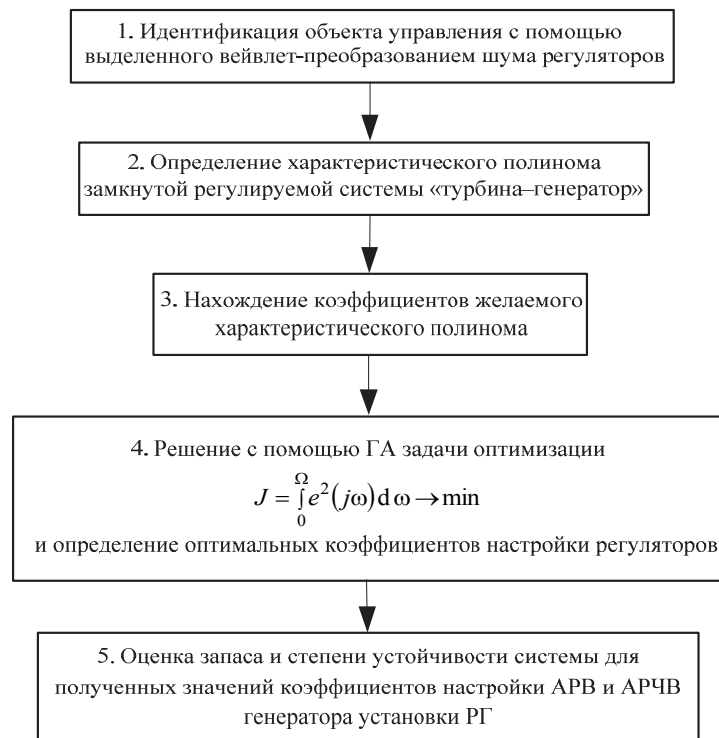 1. Идентификация объекта управления с помощью
выделенного вейвлет-преобразованием шума регуляторов
2. Определение характеристического полинома
замкнутой регулируемой системы «турбина–генератор»
3. Нахождение коэффициентов желаемого
характеристического полинома
4. Решение с помощью ГА задачи оптимизации
J = ∫₀^Ω e²(jω)dω → min
и определение оптимальных коэффициентов настройки регуляторов
5. Оценка запаса и степени устойчивости системы для
полученных значений коэффициентов настройки АРВ и АРЧВ
генератора установки РГ